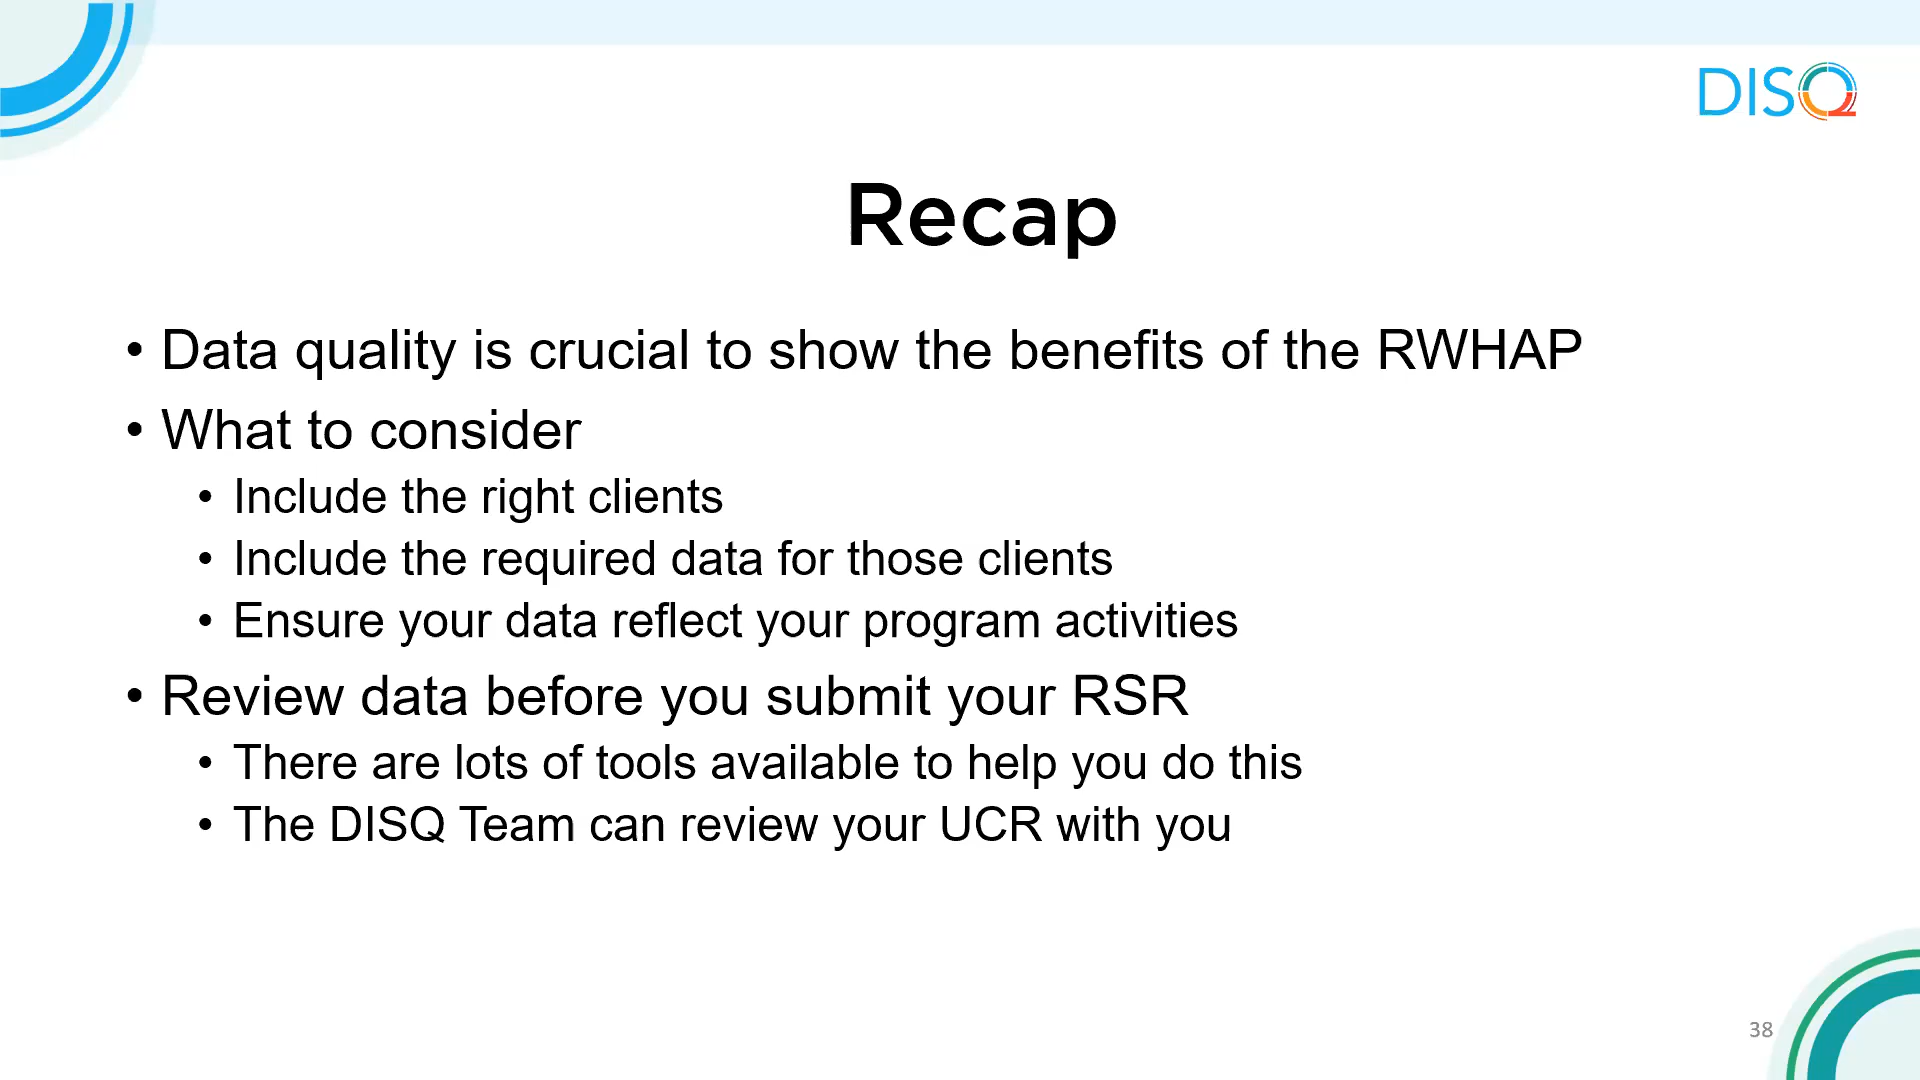 DISQ
Recap
• Data quality is crucial to show the benefits of the RWHAP
• What to consider
• Include the right clients
• Include the required data for those clients
• Ensure your data reflect your program activities
• Review data before you submit your RSR
• There are lots of tools available to help you do this
• The DISQ Team can review your UCR with you
38